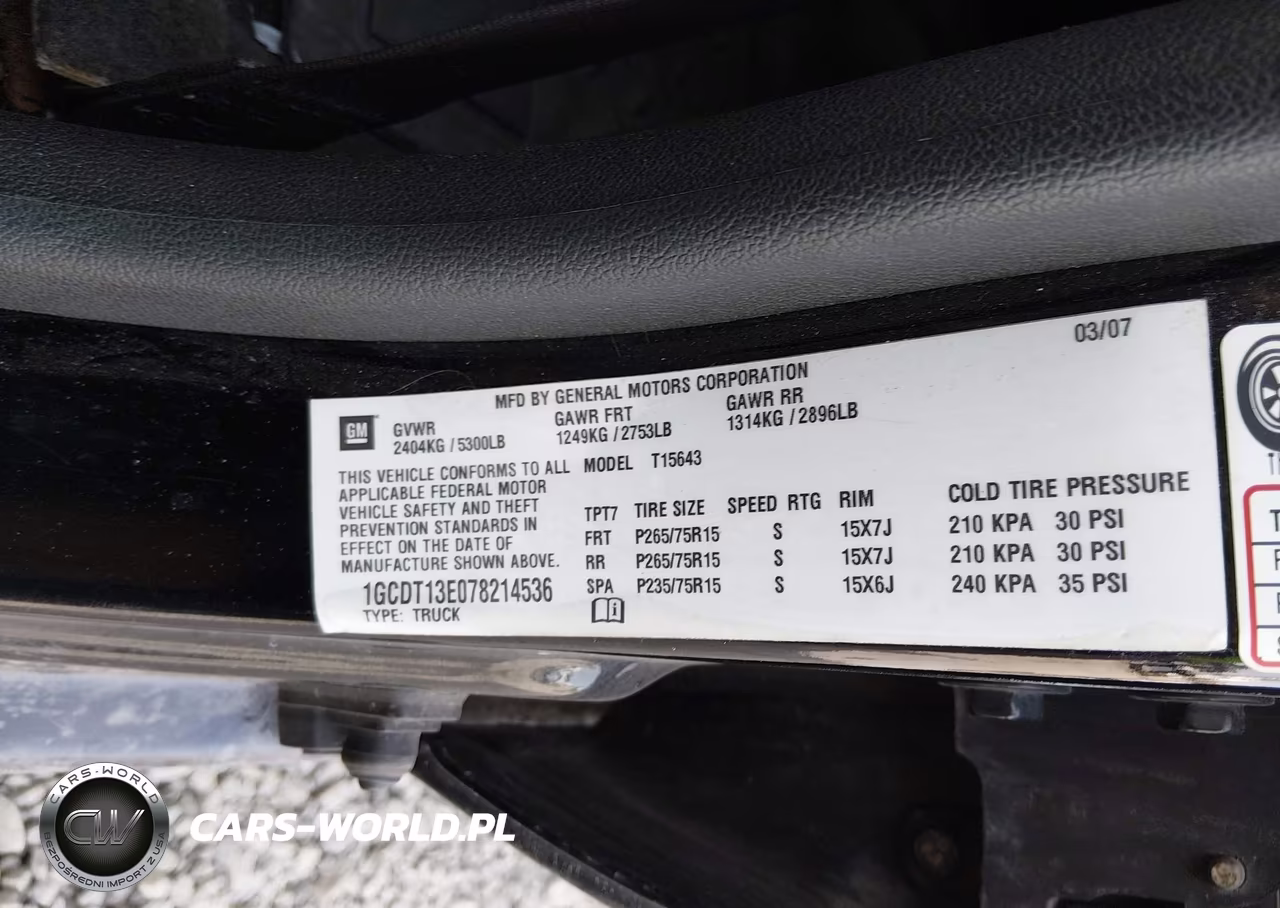 03/07
MFD BY GENERAL MOTORS CORPORATION
GM
GVWR GAWR FRT GAWR RR
2404KG / 5300LB 1249KG / 2753LB 1314KG / 2896LB
THIS VEHICLE CONFORMS TO ALL
APPLICABLE FEDERAL MOTOR
VEHICLE SAFETY AND THEFT
PREVENTION STANDARDS IN
EFFECT ON THE DATE OF
MANUFACTURE SHOWN ABOVE.
1GCDT13E078214536
TYPE: TRUCK
MODEL T15643
TPT7 TIRE SIZE SPEED RTG RIM COLD TIRE PRESSURE
FRT P265/75R15 S 15X7J 210 KPA 30 PSI
RR P265/75R15 S 15X7J 210 KPA 30 PSI
SPA P235/75R15 S 15X6J 240 KPA 35 PSI
CARS-WORLD
CW
BEZPOŚREDNI IMPORT Z USA
CARS-WORLD.PL